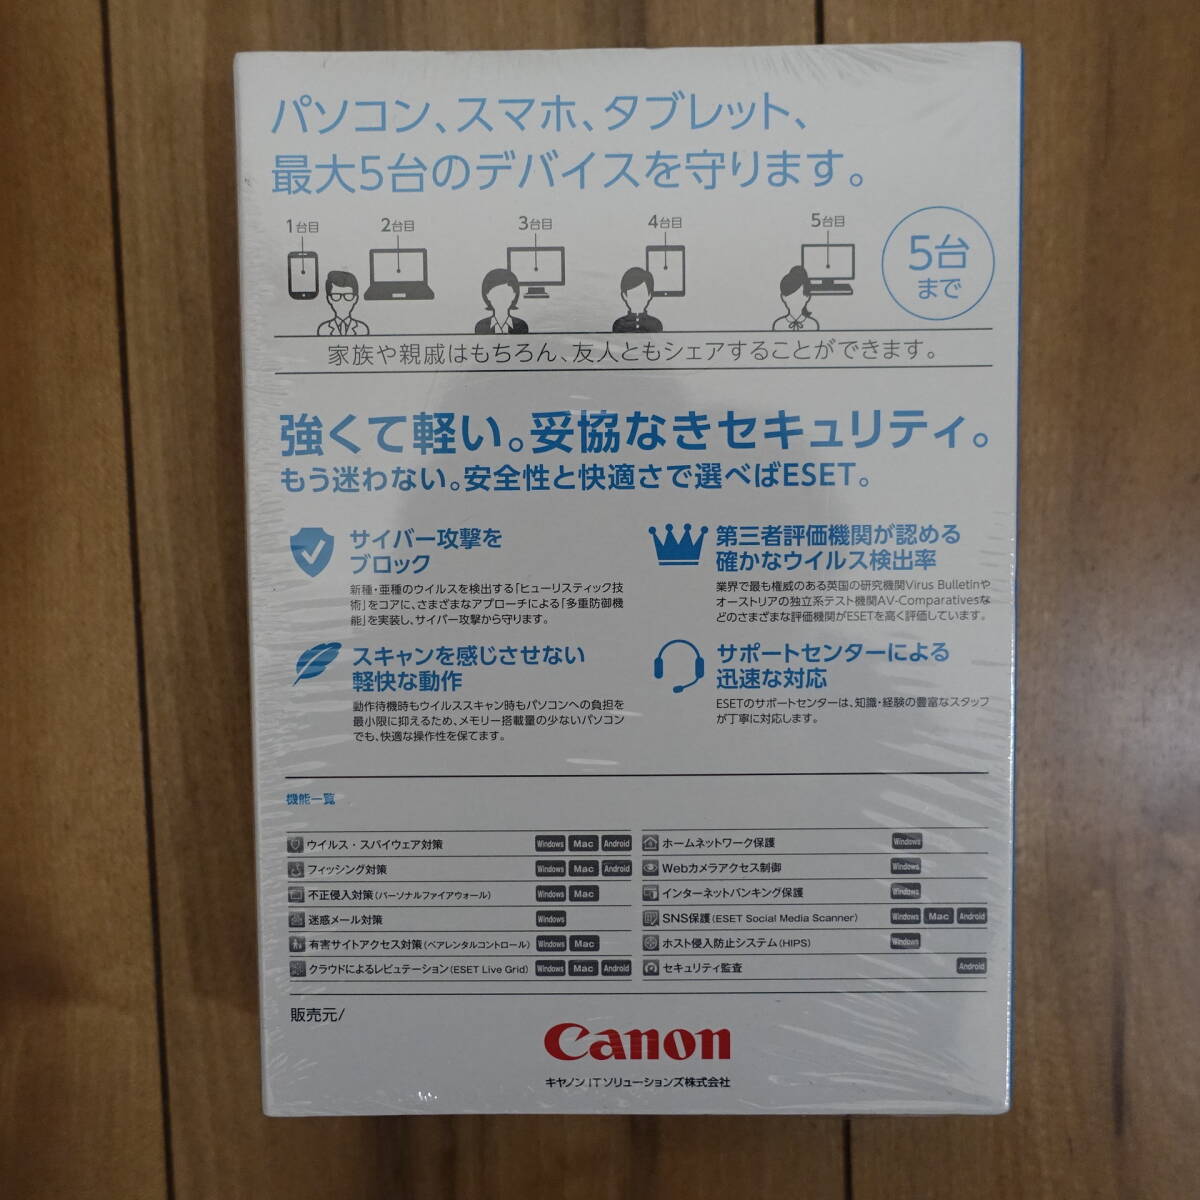 パソコン、スマホ、タブレット、
最大5台のデバイスを守ります。
1台目
2台目
3台目
4台目
5台目
5台
まで
家族や親戚はもちろん、友人ともシェアすることができます。
強くて軽い。妥協なきセキュリティ。
もう迷わない。安全性と快適さで選べばESET。
サイバー攻撃を
ブロック
新種・亜種のウイルスを検出する「ヒューリスティック技
術」をコアに、さまざまなアプローチによる「多重防御機
能」を実装し、サイバー攻撃から守ります。
第三者評価機関が認める
確かなウイルス検出率
業界で最も権威のある英国の研究機関Virus Bulletinや
オーストリアの独立系テスト機関AV-Comparativesな
どのさまざまな評価機関がESETを高く評価しています。
スキャンを感じさせない
軽快な動作
動作待機時もウイルススキャン時もパソコンへの負担を
最小限に抑えるため、メモリー搭載量の少ないパソコン
でも、快適な操作性を保てます。
サポートセンターによる
迅速な対応
ESETのサポートセンターは、知識・経験の豊富なスタッフ
が丁寧に対応します。
機能一覧
ウイルス・スパイウェア対策 Windows Mac Android
フィッシング対策 Windows Mac Android
不正侵入対策(パーソナルファイアウォール) Windows Mac
迷惑メール対策 Windows
有害サイトアクセス対策(ペアレンタルコントロール) Windows Mac
クラウドによるレピュテーション(ESET Live Grid) Windows Mac Android
ホームネットワーク保護 Windows
Webカメラアクセス制御 Windows
インターネットバンキング保護 Windows
SNS保護(ESET Social Media Scanner) Windows Mac Android
ホスト侵入防止システム(HIPS) Windows
セキュリティ監査 Android
販売元/
Canon
キヤノンITソリューションズ株式会社